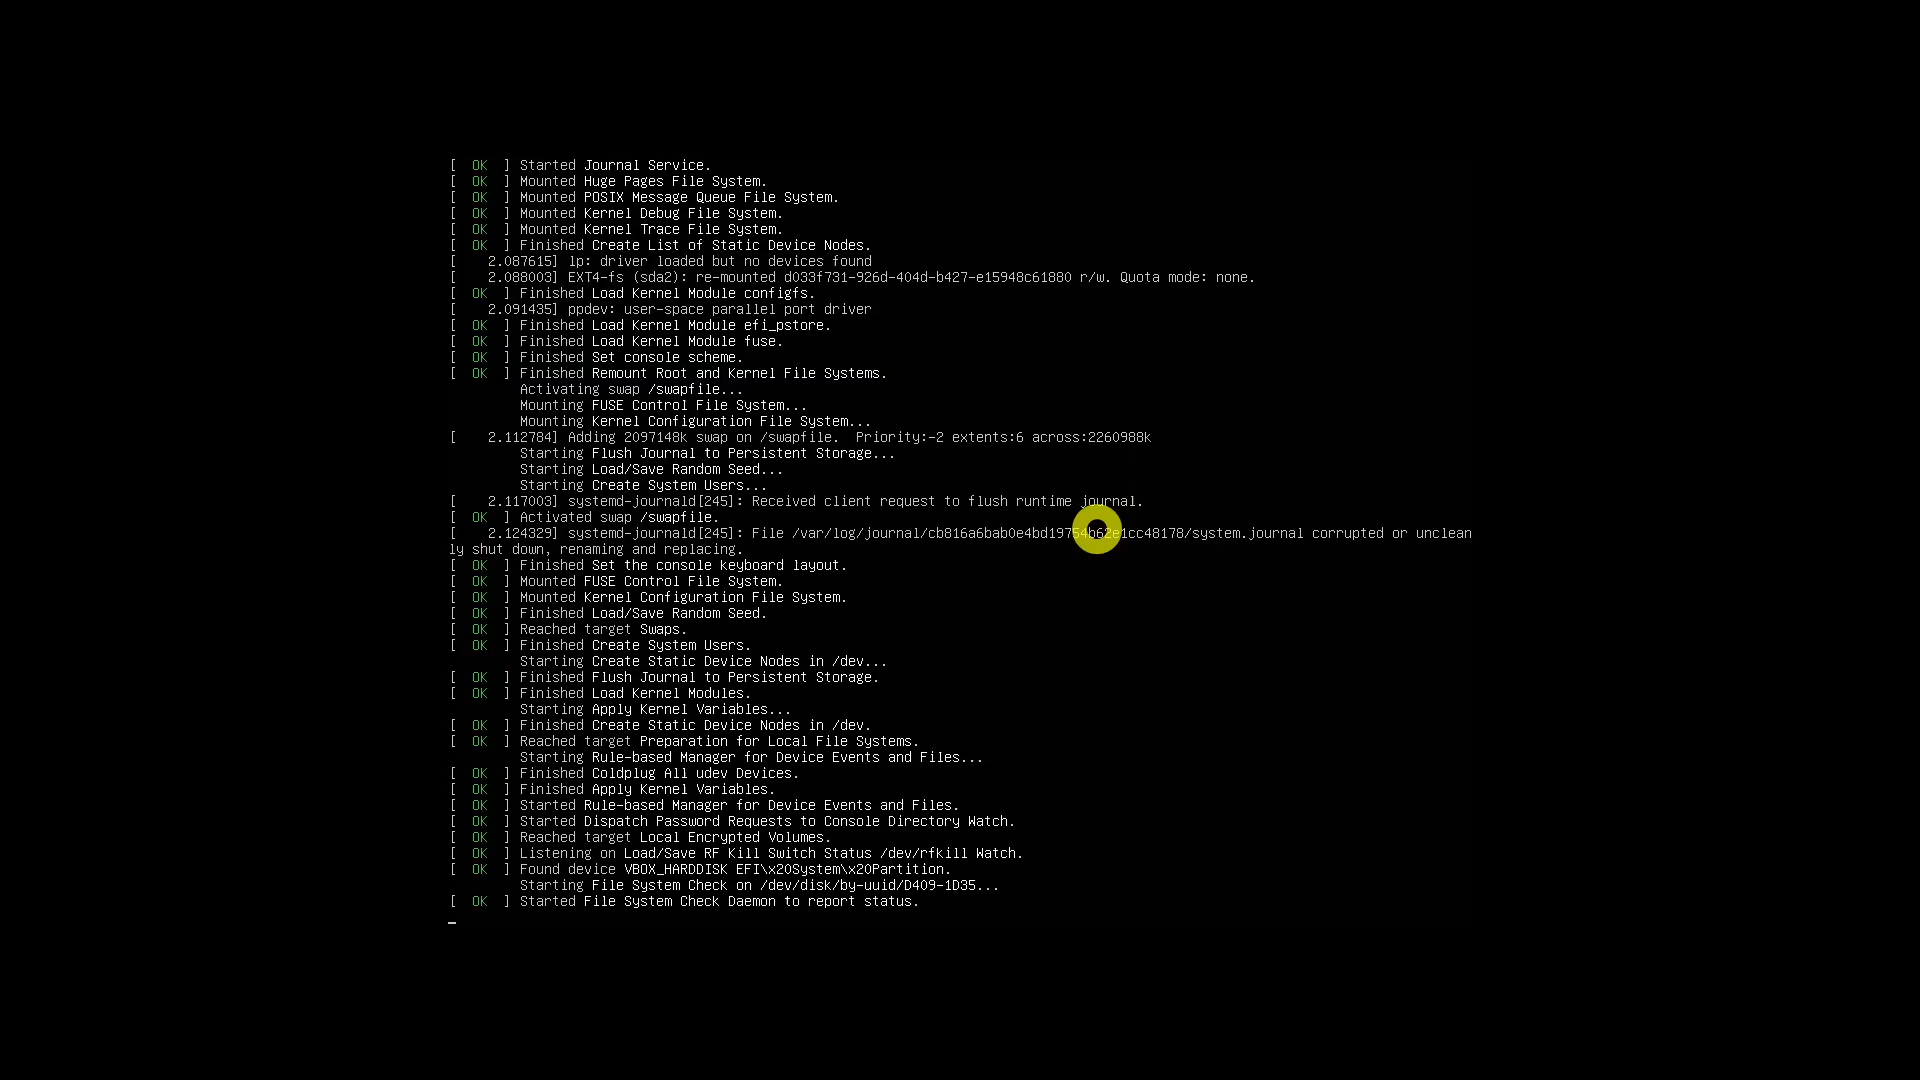 [  OK  ] Started Journal Service.
[  OK  ] Mounted Huge Pages File System.
[  OK  ] Mounted POSIX Message Queue File System.
[  OK  ] Mounted Kernel Debug File System.
[  OK  ] Mounted Kernel Trace File System.
[  OK  ] Finished Create List of Static Device Nodes.
[    2.087615] lp: driver loaded but no devices found
[    2.088003] EXT4-fs (sda2): re-mounted d033f731-926d-404d-b427-e15948c61880 r/w. Quota mode: none.
[  OK  ] Finished Load Kernel Module configfs.
[    2.091435] ppdev: user-space parallel port driver
[  OK  ] Finished Load Kernel Module efi_pstore.
[  OK  ] Finished Load Kernel Module fuse.
[  OK  ] Finished Set console scheme.
[  OK  ] Finished Remount Root and Kernel File Systems.
Activating swap /swapfile...
Mounting FUSE Control File System...
Mounting Kernel Configuration File System...
[    2.112784] Adding 2097148k swap on /swapfile.  Priority:-2 extents:6 across:2260988k
Starting Flush Journal to Persistent Storage...
Starting Load/Save Random Seed...
Starting Create System Users...
[    2.117003] systemd-journald[245]: Received client request to flush runtime journal.
[  OK  ] Activated swap /swapfile.
[    2.124329] systemd-journald[245]: File /var/log/journal/cb816a6bab0e4bd19754b62e1cc48178/system.journal corrupted or unclean
ly shut down, renaming and replacing.
[  OK  ] Finished Set the console keyboard layout.
[  OK  ] Mounted FUSE Control File System.
[  OK  ] Mounted Kernel Configuration File System.
[  OK  ] Finished Load/Save Random Seed.
[  OK  ] Reached target Swaps.
[  OK  ] Finished Create System Users.
Starting Create Static Device Nodes in /dev...
[  OK  ] Finished Flush Journal to Persistent Storage.
[  OK  ] Finished Load Kernel Modules.
Starting Apply Kernel Variables...
[  OK  ] Finished Create Static Device Nodes in /dev.
[  OK  ] Reached target Preparation for Local File Systems.
Starting Rule-based Manager for Device Events and Files...
[  OK  ] Finished Coldplug All udev Devices.
[  OK  ] Finished Apply Kernel Variables.
[  OK  ] Started Rule-based Manager for Device Events and Files.
[  OK  ] Started Dispatch Password Requests to Console Directory Watch.
[  OK  ] Reached target Local Encrypted Volumes.
[  OK  ] Listening on Load/Save RF Kill Switch Status /dev/rfkill Watch.
[  OK  ] Found device VBOX_HARDDISK EFI\x20System\x20Partition.
Starting File System Check on /dev/disk/by-uuid/D409-1D35...
[  OK  ] Started File System Check Daemon to report status.